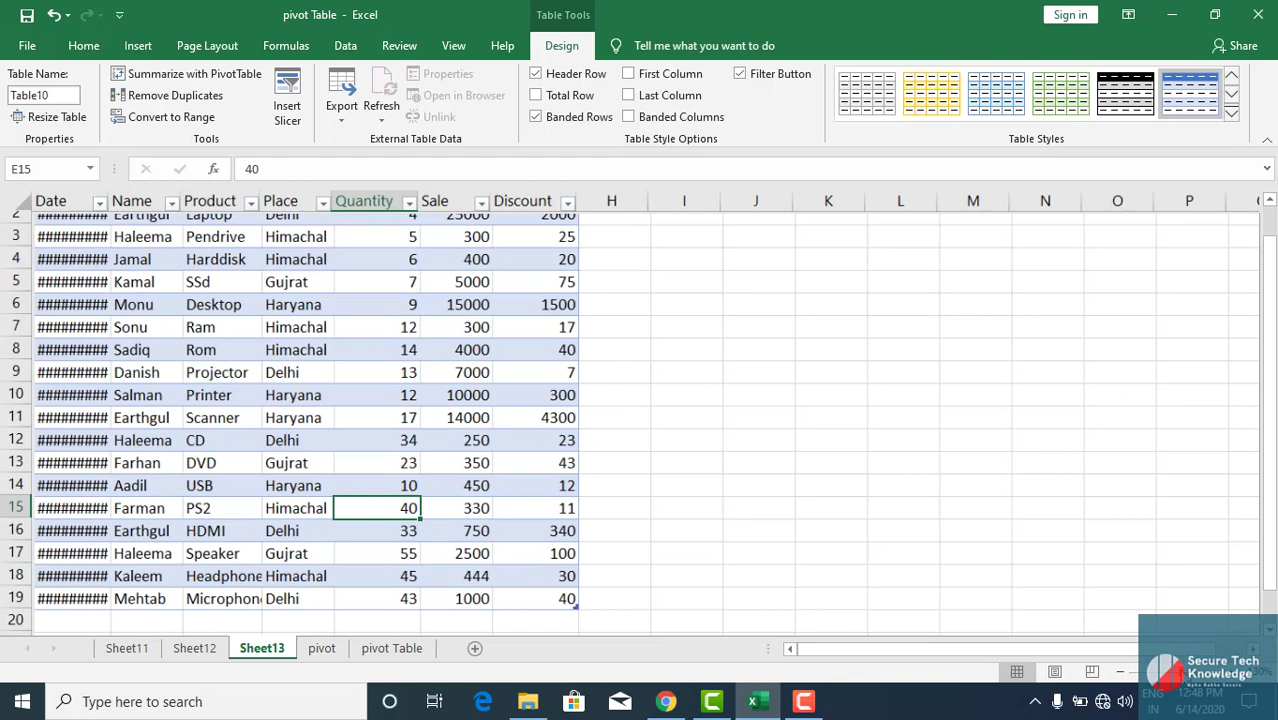 pivot Table - Excel
Table Tools
Sign in
File Home Insert Page Layout Formulas Data Review View Help Design Tell me what you want to do Share
Table Name:
Table10
Resize Table
Properties
Summarize with PivotTable
Remove Duplicates
Convert to Range
Tools
Insert
Slicer
Export
Refresh
Properties
Open in Browser
Unlink
External Table Data
Header Row First Column Filter Button
Total Row Last Column
Banded Rows Banded Columns
Table Style Options
Table Styles
E15 fx 40
Date Name Product Place Quantity Sale Discount H I J K L M N O P
2 ######### Earthgul Laptop Delhi 4 25000 2000
3 ######### Haleema Pendrive Himachal 5 300 25
4 ######### Jamal Harddisk Himachal 6 400 20
5 ######### Kamal SSd Gujrat 7 5000 75
6 ######### Monu Desktop Haryana 9 15000 1500
7 ######### Sonu Ram Himachal 12 300 17
8 ######### Sadiq Rom Himachal 14 4000 40
9 ######### Danish Projector Delhi 13 7000 7
10 ######### Salman Printer Haryana 12 10000 300
11 ######### Earthgul Scanner Haryana 17 14000 4300
12 ######### Haleema CD Delhi 34 250 23
13 ######### Farhan DVD Gujrat 23 350 43
14 ######### Aadil USB Haryana 10 450 12
15 ######### Farman PS2 Himachal 40 330 11
16 ######### Earthgul HDMI Delhi 33 750 340
17 ######### Haleema Speaker Gujrat 55 2500 100
18 ######### Kaleem Headphone Himachal 45 444 30
19 ######### Mehtab Microphon Delhi 43 1000 40
20
Sheet11 Sheet12 Sheet13 pivot pivot Table
Secure Tech
Knowledge
Type here to search
ENG
IN
12:48 PM
6/14/2020